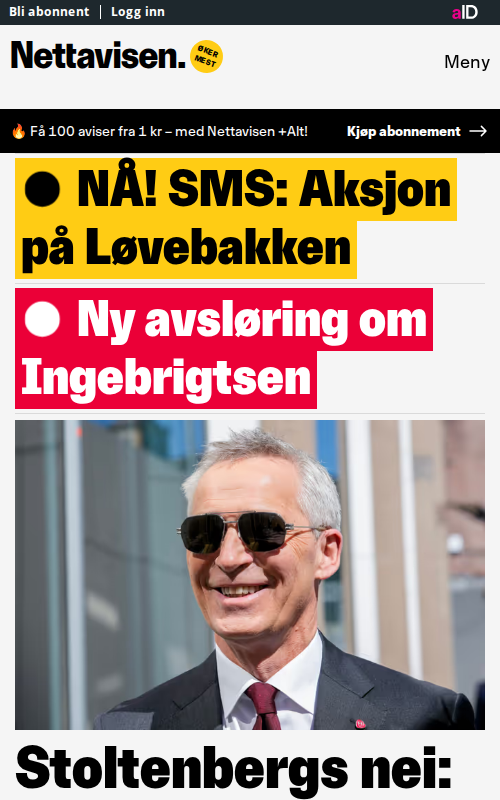 Bli abonnent Logg inn aID
Nettavisen. ØKER MEST
Meny
🔥 Få 100 aviser fra 1 kr – med Nettavisen +Alt! Kjøp abonnement →
NÅ! SMS: Aksjon
på Løvebakken
Ny avsløring om
Ingebrigtsen
Stoltenbergs nei: